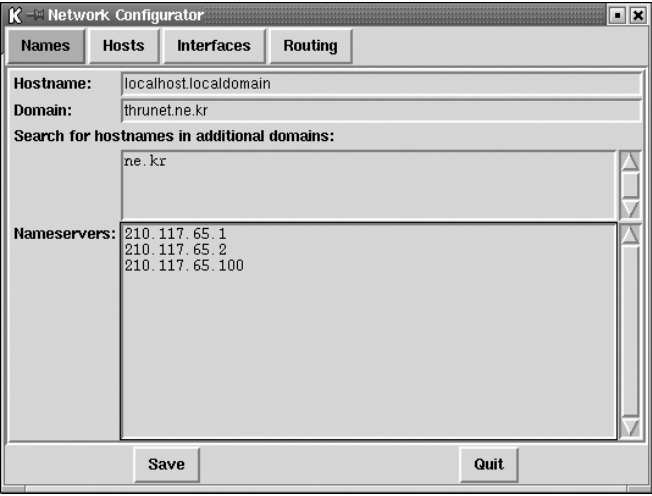 K Network Configurator
Names Hosts Interfaces Routing
Hostname: localhost.localdomain
Domain: thrunet.ne.kr
Search for hostnames in additional domains:
ne.kr
Nameservers: 210.117.65.1
210.117.65.2
210.117.65.100
Save Quit